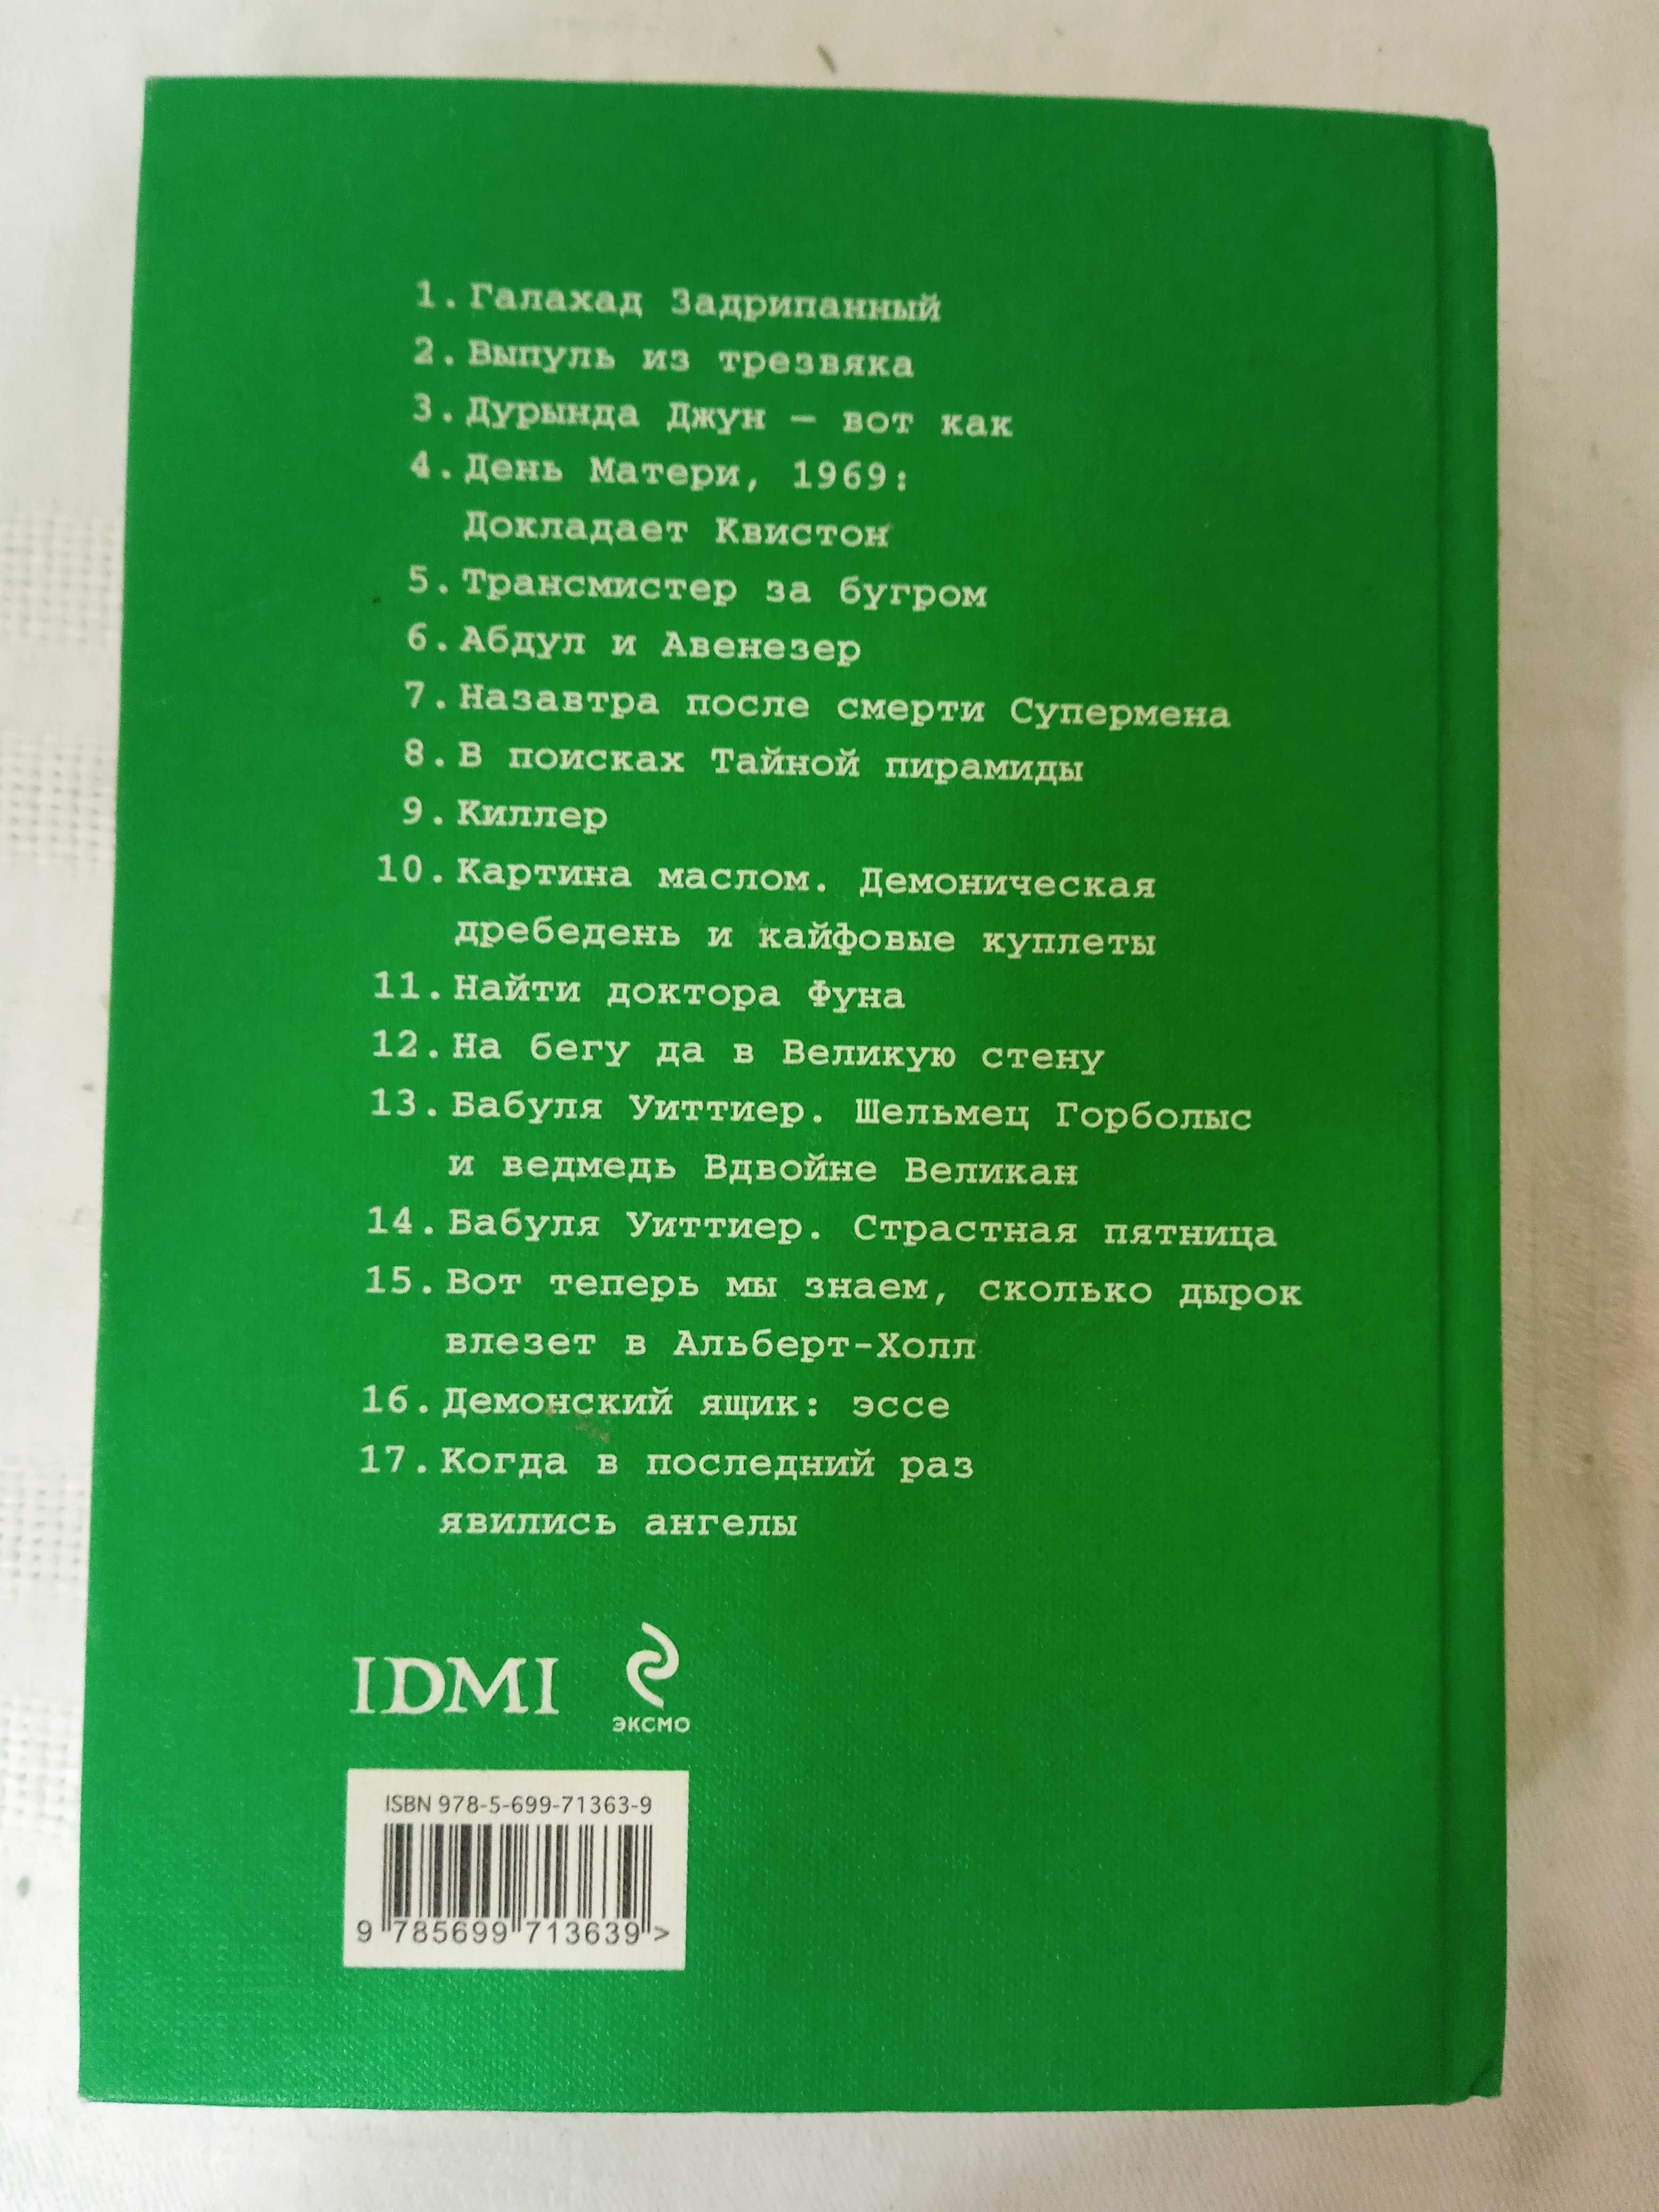 1. Галахад Задрипанный
2. Выпуль из трезвяка
3. Дурында Джун — вот как
4. День Матери, 1969:
Докладает Квистон
5. Трансмистер за бугром
6. Абдул и Авенезер
7. Назавтра после смерти Супермена
8. В поисках Тайной пирамиды
9. Киллер
10. Картина маслом. Демоническая
дребедень и кайфовые куплеты
11. Найти доктора Фуна
12. На бегу да в Великую стену
13. Бабуля Уиттиер. Шельмец Горболыс
и ведмедь Вдвойне Великан
14. Бабуля Уиттиер. Страстная пятница
15. Вот теперь мы знаем, сколько дырок
влезет в Альберт-Холл
16. Демонский ящик: эссе
17. Когда в последний раз
явились ангелы
IDMI
ЭКСМО
ISBN 978-5-699-71363-9
9 785699 713639 >